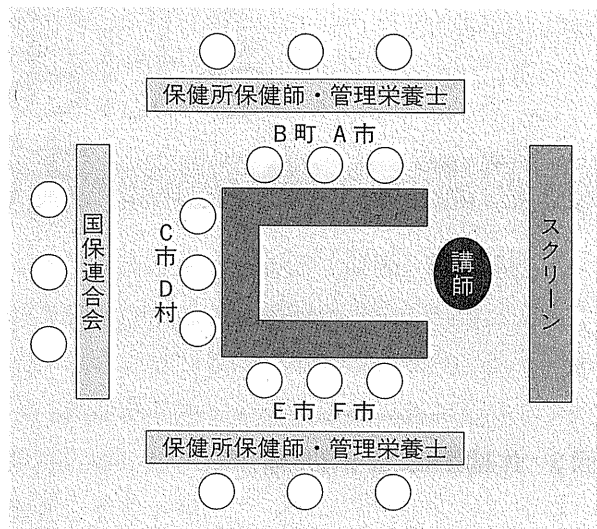 保健所保健師・管理栄養士
B町 A市
国保連合会
C市D村
講師
スクリーン
E市 F市
保健所保健師・管理栄養士